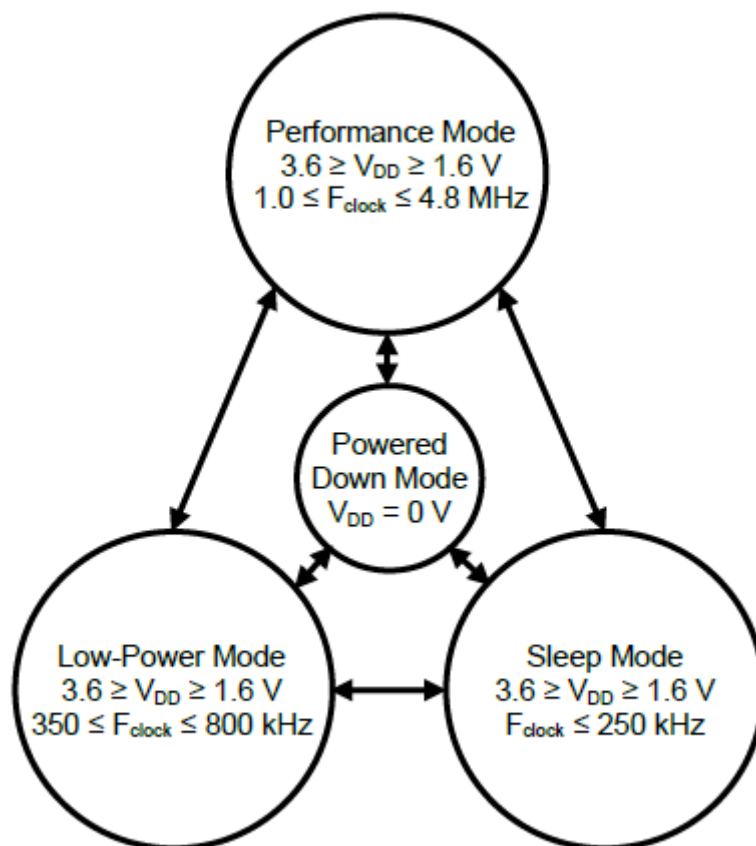 Performance Mode
3.6 ≥ VDD ≥ 1.6 V
1.0 ≤ Fclock ≤ 4.8 MHz
Powered
Down Mode
VDD = 0 V
Low-Power Mode
3.6 ≥ VDD ≥ 1.6 V
350 ≤ Fclock ≤ 800 kHz
Sleep Mode
3.6 ≥ VDD ≥ 1.6 V
Fclock ≤ 250 kHz